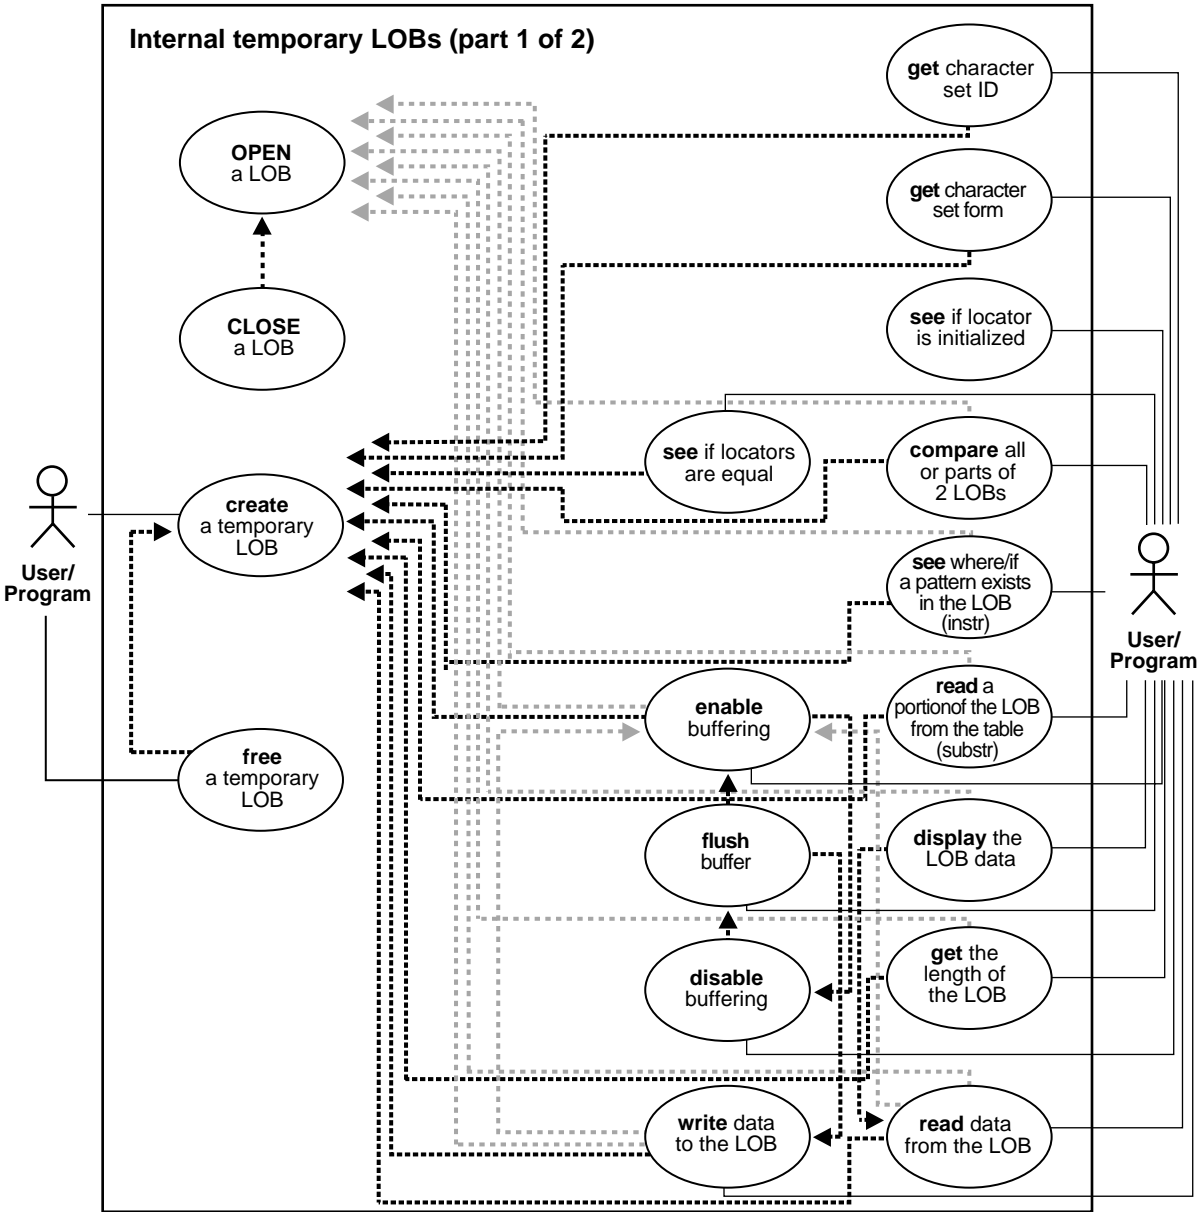 Internal temporary LOBs (part 1 of 2)
get character
set ID
OPEN
a LOB
get character
set form
CLOSE
a LOB
see if locator
is initialized
see if locators
are equal
compare all
or parts of
2 LOBs
create
a temporary
LOB
User/
Program
see where/if
a pattern exists
in the LOB
(instr)
User/
Program
enable
buffering
read a
portionof the LOB
from the table
(substr)
free
a temporary
LOB
flush
buffer
display the
LOB data
disable
buffering
get the
length of
the LOB
write data
to the LOB
read data
from the LOB